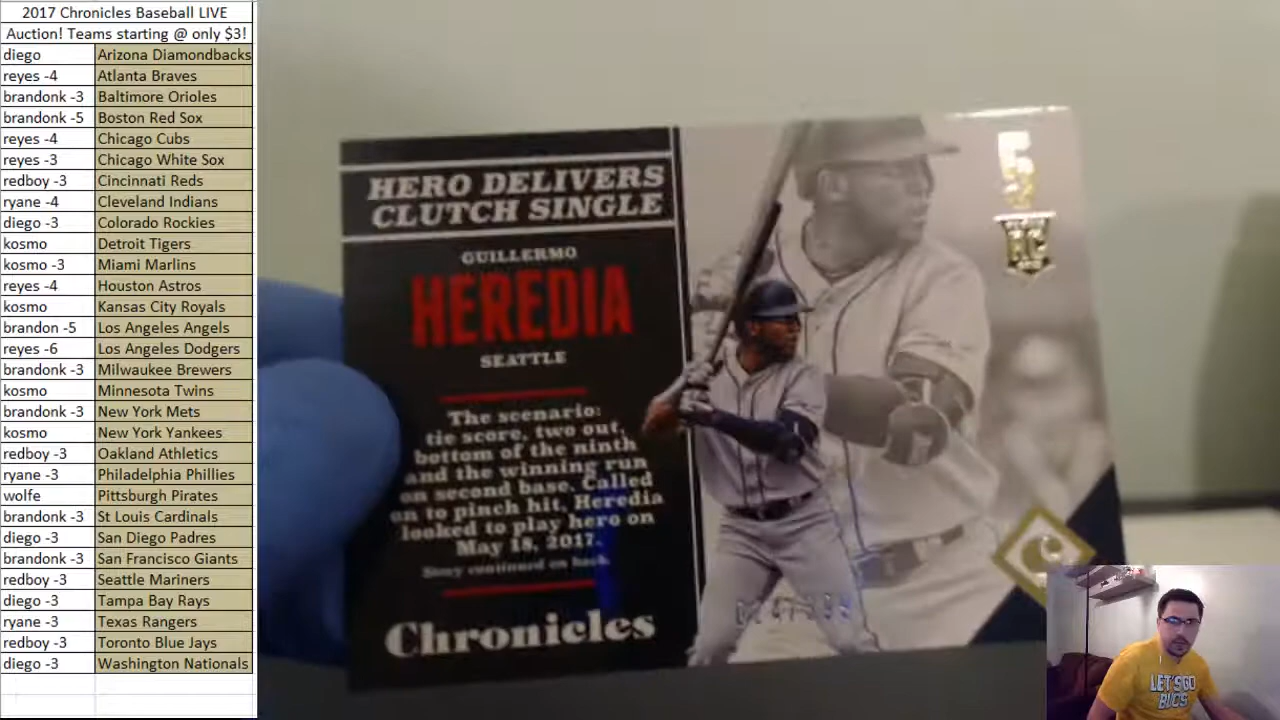 2017 Chronicles Baseball LIVE
Auction! Teams starting @ only $3!
diego Arizona Diamondbacks
reyes -4 Atlanta Braves
brandonk -3 Baltimore Orioles
brandonk -5 Boston Red Sox
reyes -4 Chicago Cubs
reyes -3 Chicago White Sox
redboy -3 Cincinnati Reds
ryane -4 Cleveland Indians
diego -3 Colorado Rockies
kosmo Detroit Tigers
kosmo -3 Miami Marlins
reyes -4 Houston Astros
kosmo Kansas City Royals
brandon -5 Los Angeles Angels
reyes -6 Los Angeles Dodgers
brandonk -3 Milwaukee Brewers
kosmo Minnesota Twins
brandonk -3 New York Mets
kosmo New York Yankees
redboy -3 Oakland Athletics
ryane -3 Philadelphia Phillies
wolfe Pittsburgh Pirates
brandonk -3 St Louis Cardinals
diego -3 San Diego Padres
brandonk -3 San Francisco Giants
redboy -3 Seattle Mariners
diego -3 Tampa Bay Rays
ryane -3 Texas Rangers
redboy -3 Toronto Blue Jays
diego -3 Washington Nationals
HERO DELIVERS
CLUTCH SINGLE
GUILLERMO
HEREDIA
SEATTLE
The scenario:
tie score, two out,
bottom of the ninth
and the winning run
on second base. Called
on to pinch hit, Heredia
looked to play hero on
May 18, 2017.
Story continued on back.
Chronicles
RC
C
LET'S GO
BUCS